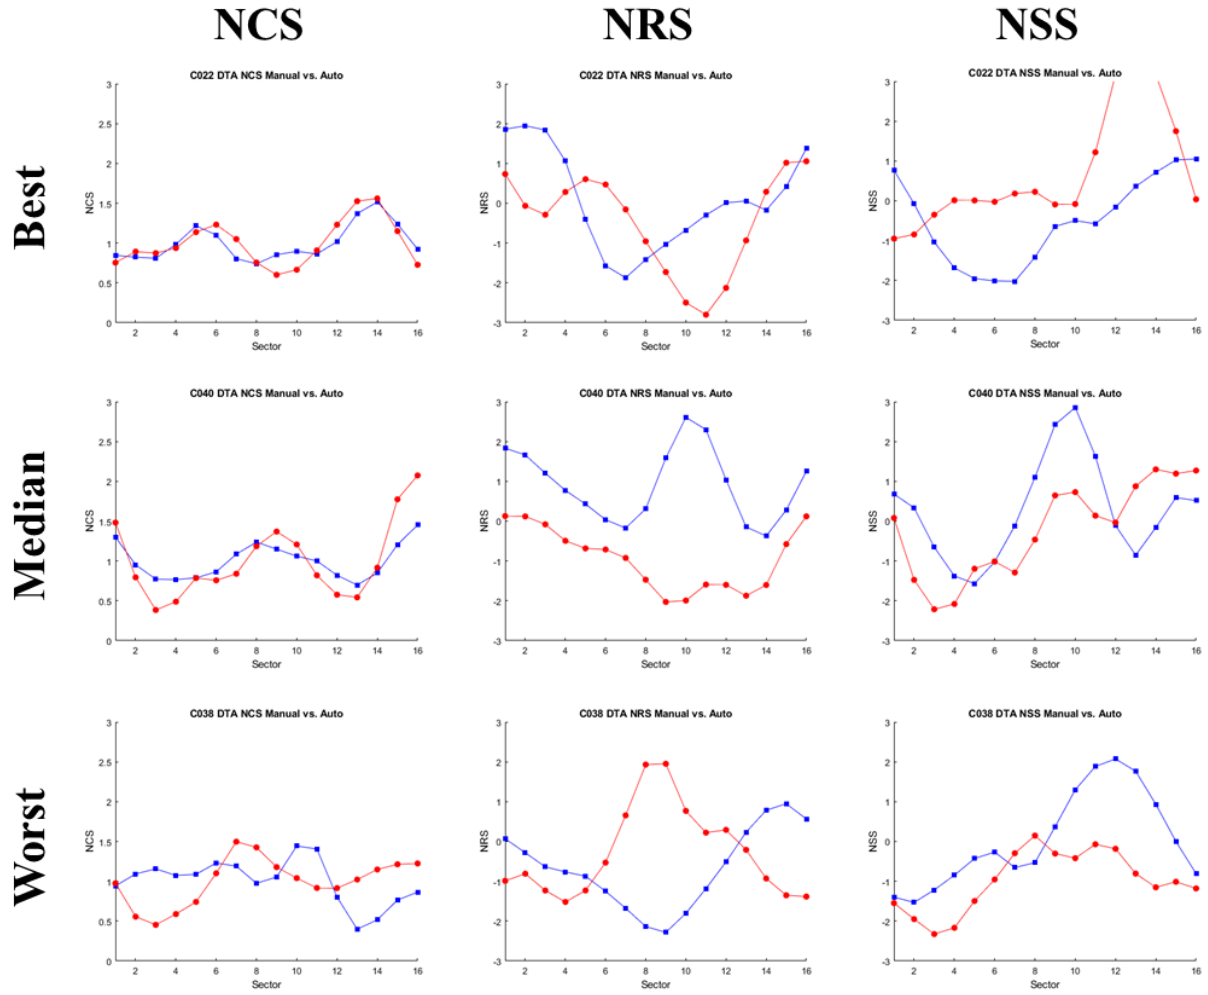 NCS NRS NSS
Best
C022 DTA NCS Manual vs. Auto
NCS
3
2.5
2
1.5
1
0.5
0
2 4 6 8 10 12 14 16
Sector
C022 DTA NRS Manual vs. Auto
NRS
3
2
1
0
-1
-2
-3
2 4 6 8 10 12 14 16
Sector
C022 DTA NSS Manual vs. Auto
NSS
3
2
1
0
-1
-2
-3
2 4 6 8 10 12 14 16
Sector
Median
C040 DTA NCS Manual vs. Auto
NCS
3
2.5
2
1.5
1
0.5
0
2 4 6 8 10 12 14 16
Sector
C040 DTA NRS Manual vs. Auto
NRS
3
2
1
0
-1
-2
-3
2 4 6 8 10 12 14 16
Sector
C040 DTA NSS Manual vs. Auto
NSS
3
2
1
0
-1
-2
-3
2 4 6 8 10 12 14 16
Sector
Worst
C038 DTA NCS Manual vs. Auto
NCS
3
2.5
2
1.5
1
0.5
0
2 4 6 8 10 12 14 16
Sector
C038 DTA NRS Manual vs. Auto
NRS
3
2
1
0
-1
-2
-3
2 4 6 8 10 12 14 16
Sector
C038 DTA NSS Manual vs. Auto
NSS
3
2
1
0
-1
-2
-3
2 4 6 8 10 12 14 16
Sector